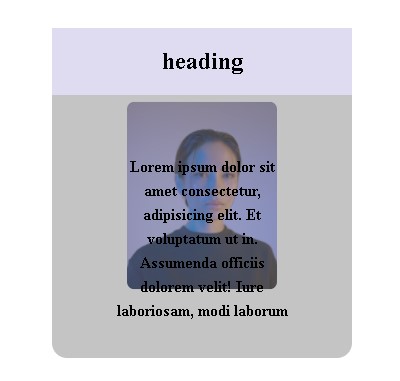 heading
Lorem ipsum dolor sit
amet consectetur,
adipisicing elit. Et
voluptatum ut in.
Assumenda officiis
dolorem velit! Iure
laboriosam, modi laborum